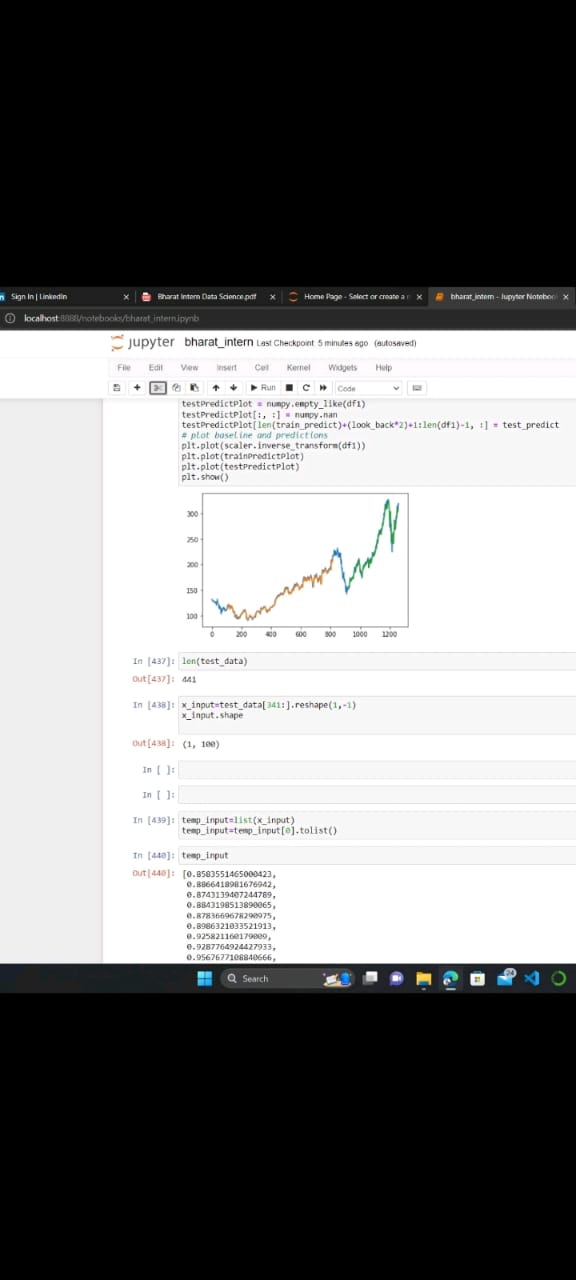 Sign In | LinkedIn
Bharat Intern Data Science.pdf
Home Page - Select or create a n
bharat_intern - Jupyter Noteboo
localhost:8888/notebooks/bharat_intern.ipynb
jupyter bharat_intern Last Checkpoint 5 minutes ago (autosaved)
File Edit View Insert Cell Kernel Widgets Help
Run Code
testPredictPlot = numpy.empty_like(df1)
testPredictPlot[:, :] = numpy.nan
testPredictPlot[len(train_predict)+(look_back*2)+1:len(df1)-1, :] = test_predict
# plot baseline and predictions
plt.plot(scaler.inverse_transform(df1))
plt.plot(trainPredictPlot)
plt.plot(testPredictPlot)
plt.show()
300
250
200
150
100
0 200 400 600 800 1000 1200
In [437]: len(test_data)
Out[437]: 441
In [438]: x_input=test_data[341:].reshape(1,-1)
x_input.shape
Out[438]: (1, 100)
In [ ]:
In [ ]:
In [439]: temp_input=list(x_input)
temp_input=temp_input[0].tolist()
In [440]: temp_input
Out[440]: [0.8583551465000423,
0.8866418981676942,
0.8743139407244789,
0.8843198513890065,
0.8783669678290975,
0.8986321033521913,
0.925821160179009,
0.9287764924427933,
0.9567677108840666,
Search
24